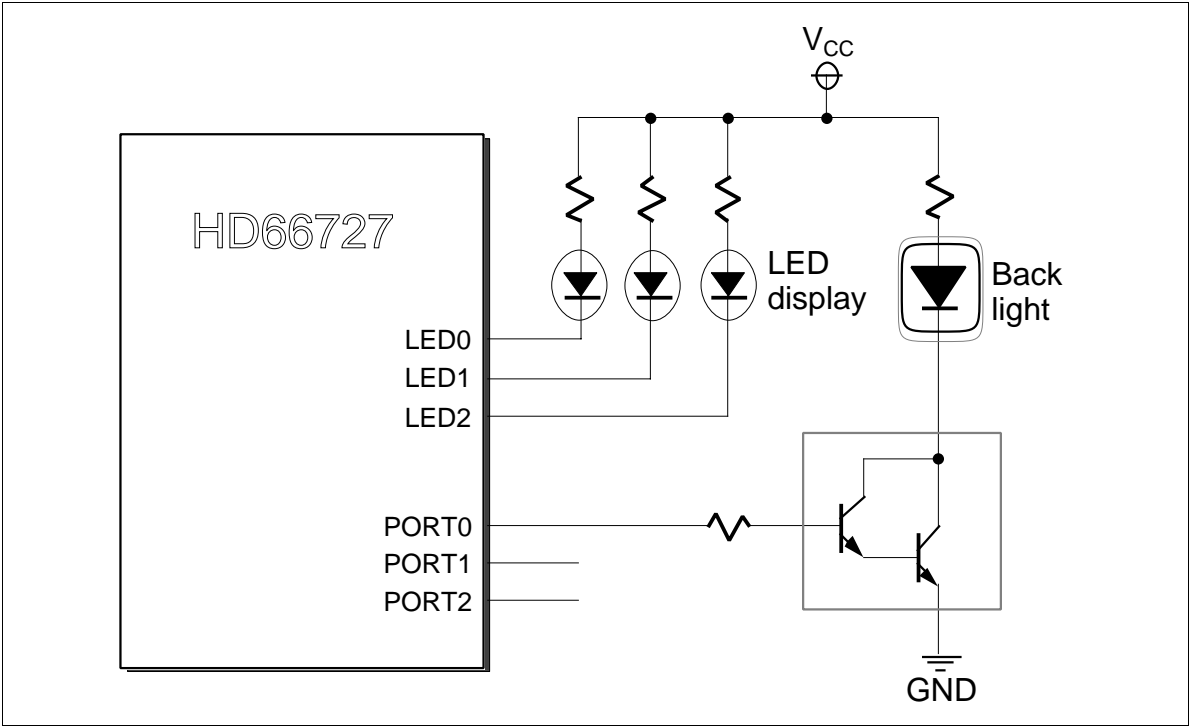 V_CC
HD66727
LED
display
Back
light
LED0
LED1
LED2
PORT0
PORT1
PORT2
GND